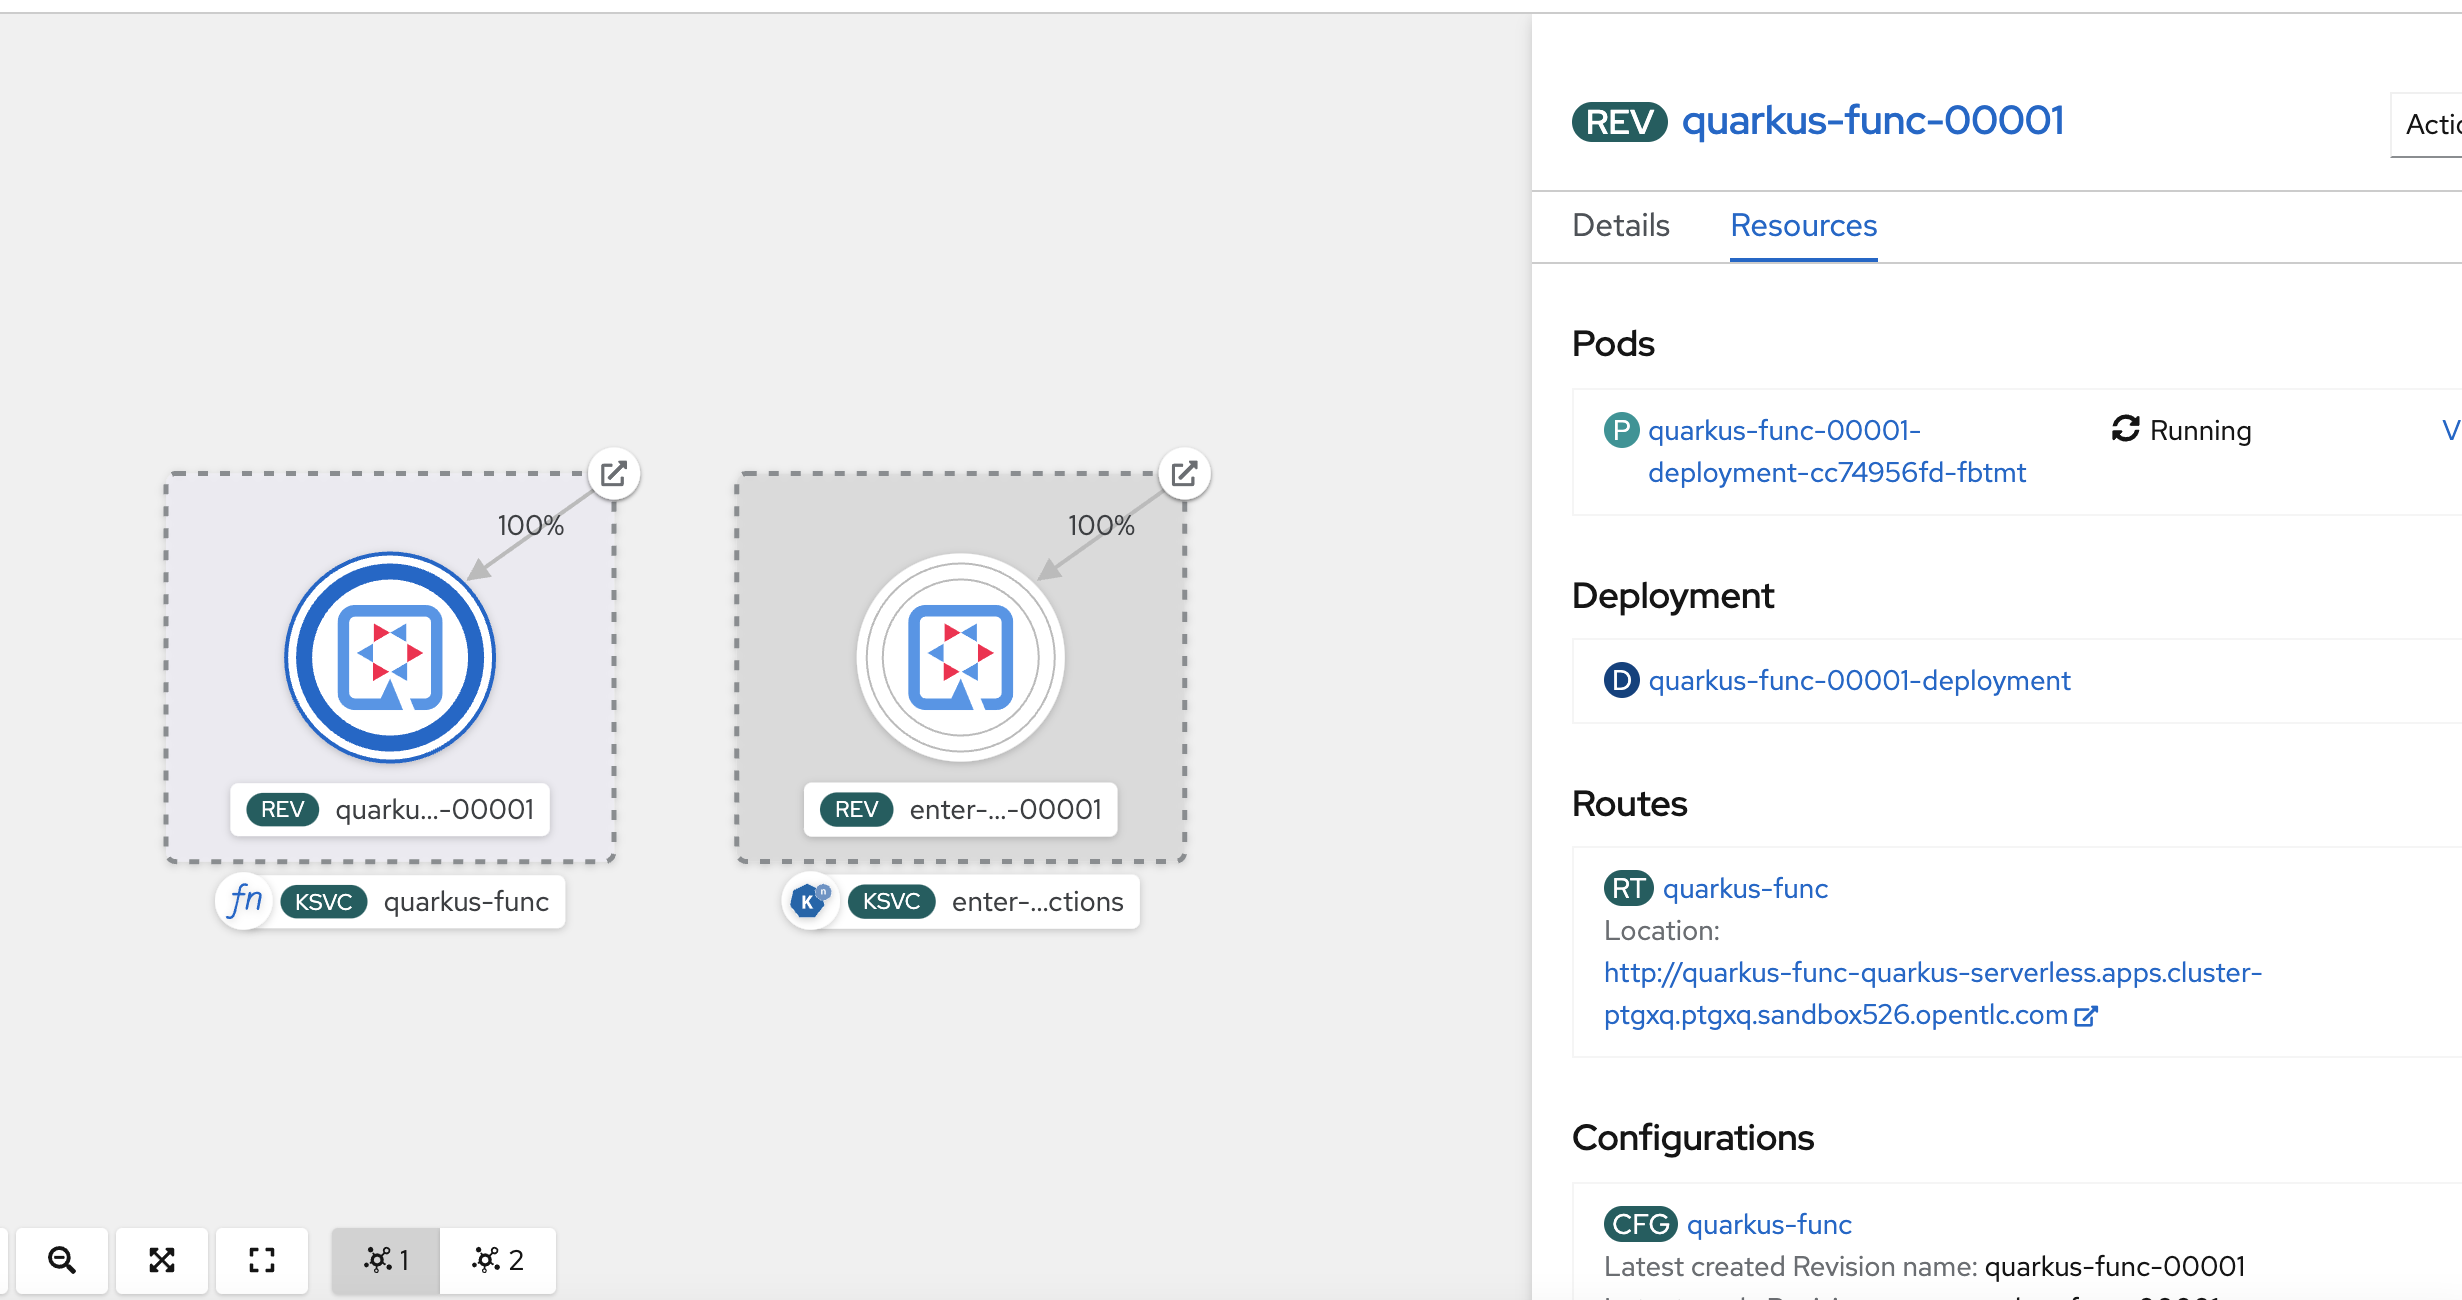 100%
REV quarku...-00001
fn KSVC quarkus-func
100%
REV enter-...-00001
K n KSVC enter-...ctions
1
2
REV quarkus-func-00001
Actio
Details Resources
Pods
P quarkus-func-00001-
deployment-cc74956fd-fbtmt
Running
V
Deployment
D quarkus-func-00001-deployment
Routes
RT quarkus-func
Location:
http://quarkus-func-quarkus-serverless.apps.cluster-
ptgxq.ptgxq.sandbox526.opentlc.com
Configurations
CFG quarkus-func
Latest created Revision name: quarkus-func-00001